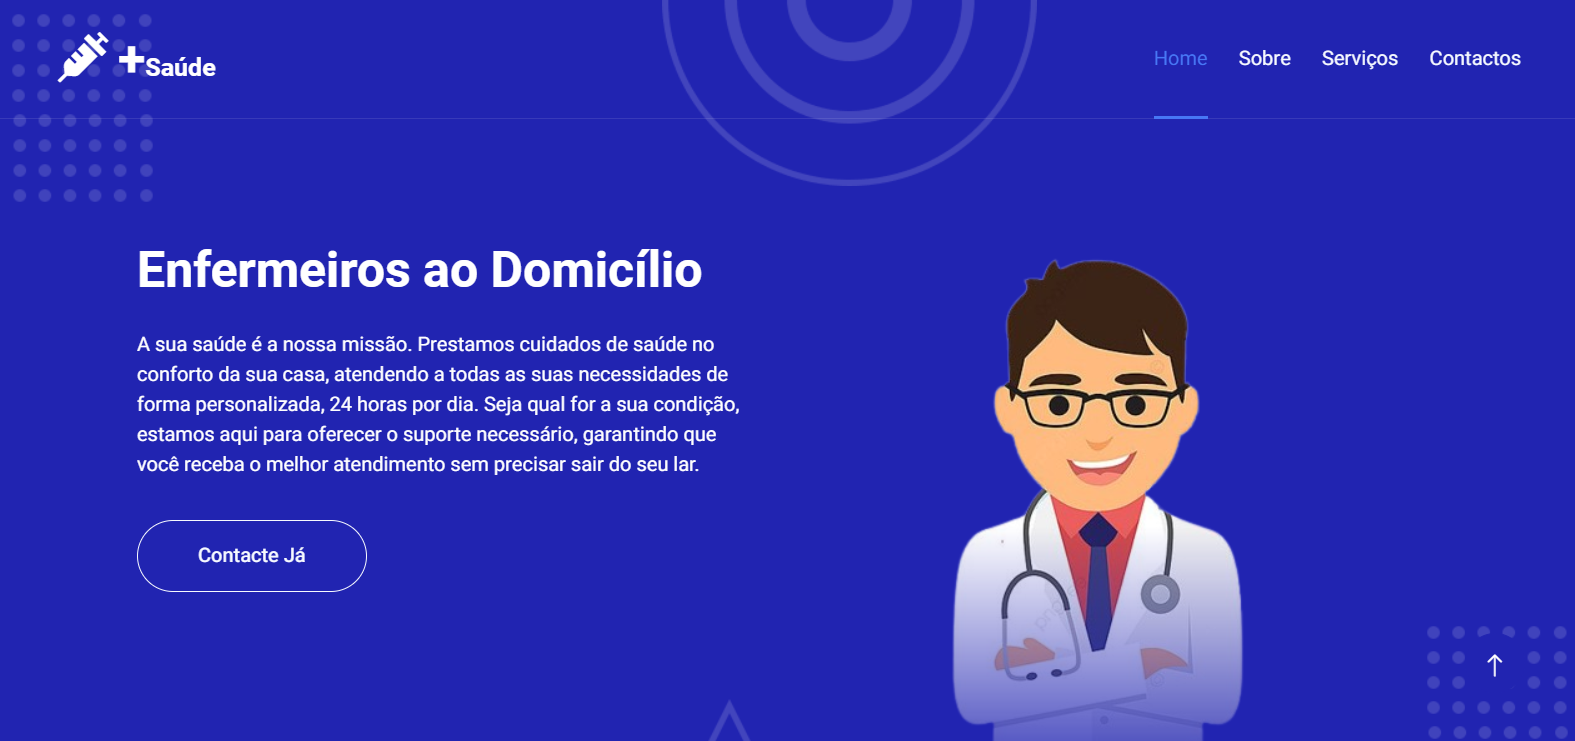 +Saúde
Home Sobre Serviços Contactos
Enfermeiros ao Domicílio
A sua saúde é a nossa missão. Prestamos cuidados de saúde no
conforto da sua casa, atendendo a todas as suas necessidades de
forma personalizada, 24 horas por dia. Seja qual for a sua condição,
estamos aqui para oferecer o suporte necessário, garantindo que
você receba o melhor atendimento sem precisar sair do seu lar.
Contacte Já